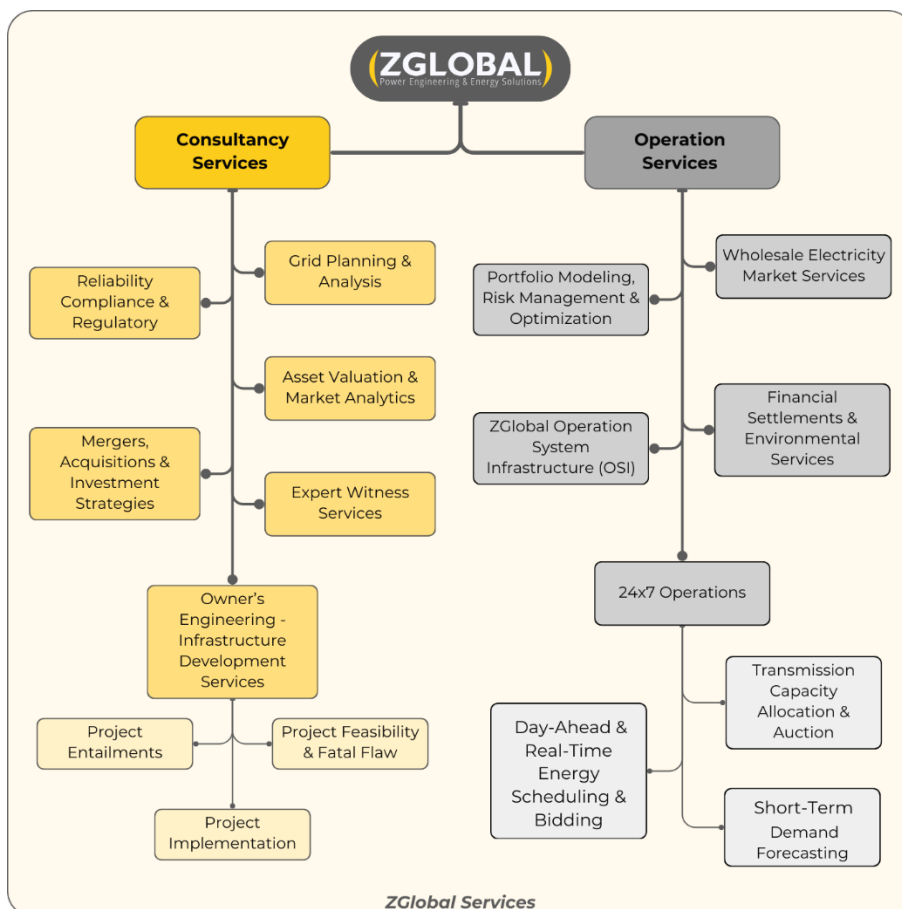 (ZGLOBAL)
Power Engineering & Energy Solutions
Consultancy
Services
Operation
Services
Grid Planning &
Analysis
Reliability
Compliance &
Regulatory
Asset Valuation &
Market Analytics
Mergers,
Acquisitions &
Investment
Strategies
Expert Witness
Services
Owner's
Engineering -
Infrastructure
Development
Services
Project
Entailments
Project Feasibility
& Fatal Flaw
Project
Implementation
Wholesale Electricity
Market Services
Portfolio Modeling,
Risk Management &
Optimization
Financial
Settlements &
Environmental
Services
ZGlobal Operation
System
Infrastructure (OSI)
24x7 Operations
Transmission
Capacity
Allocation &
Auction
Day-Ahead &
Real-Time
Energy
Scheduling &
Bidding
Short-Term
Demand
Forecasting
ZGlobal Services